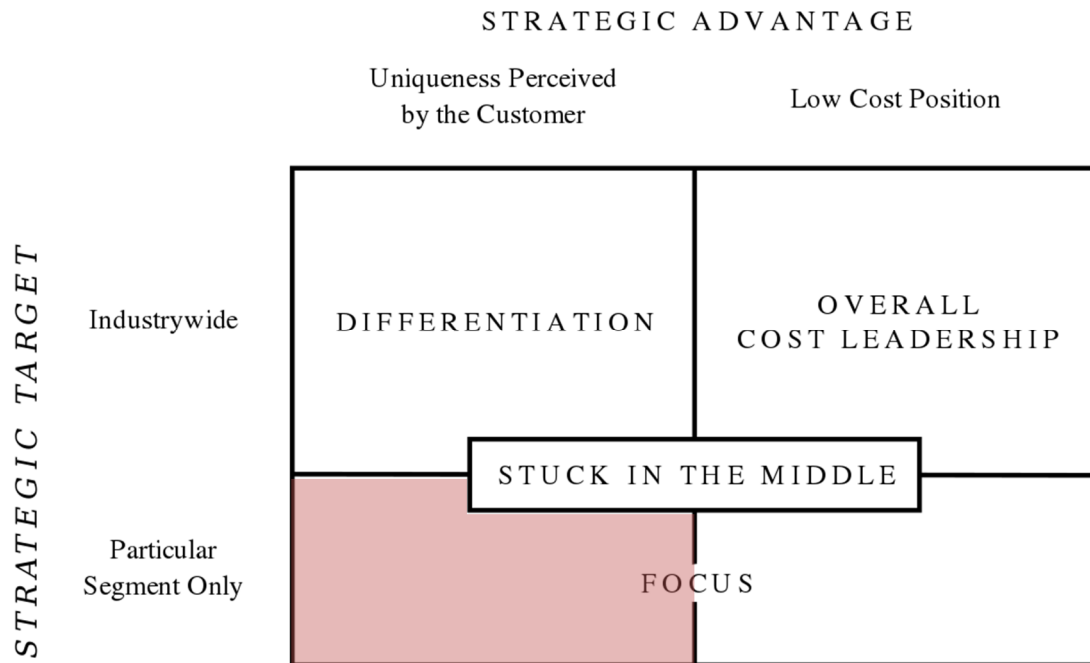 STRATEGIC ADVANTAGE
Uniqueness Perceived
by the Customer
Low Cost Position
STRATEGIC TARGET
Industrywide
DIFFERENTIATION
OVERALL
COST LEADERSHIP
STUCK IN THE MIDDLE
Particular
Segment Only
FOCUS